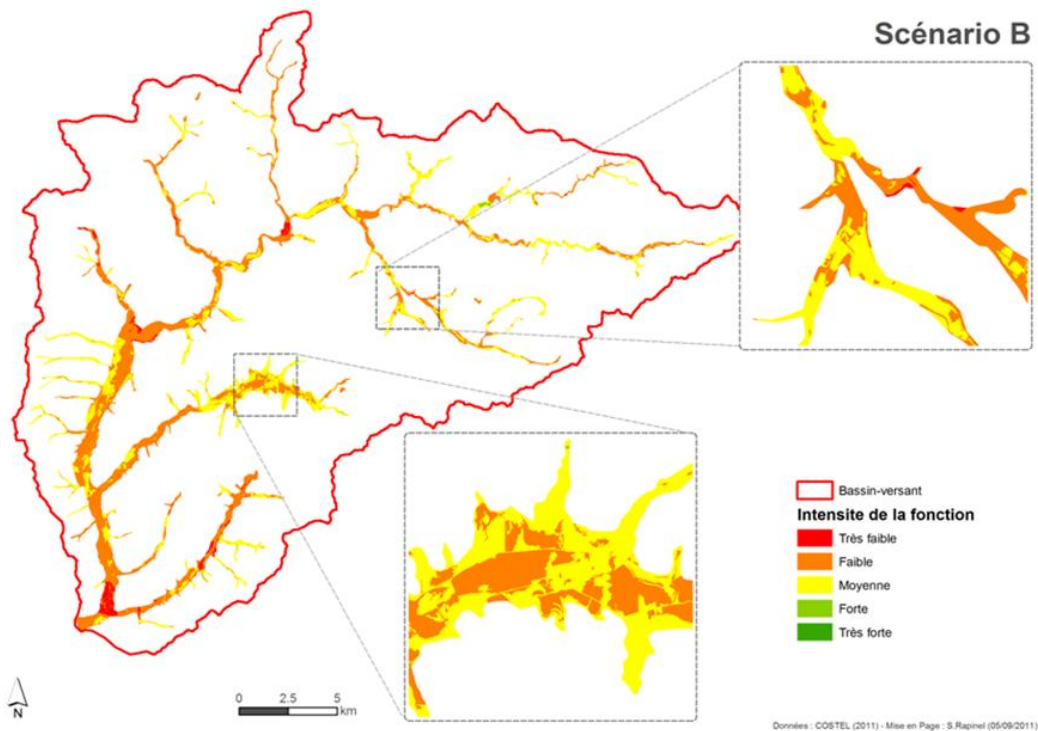 Scénario B
Bassin-versant
Intensite de la fonction
Très faible
Faible
Moyenne
Forte
Très forte
0 2.5 5
km
N
Données : COSTEL (2011) - Mise en Page : S.Rapinel (05/09/2011)